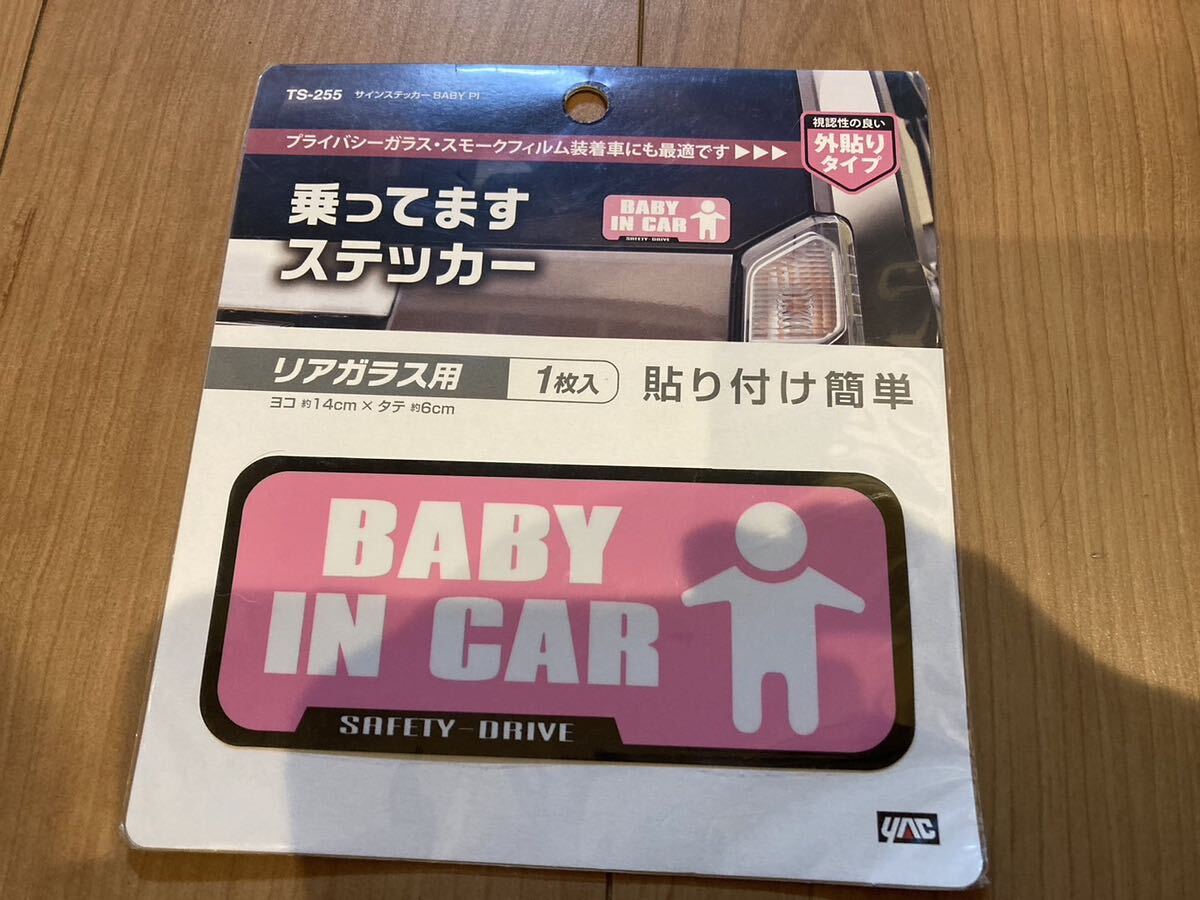 TS-255 サインステッカー BABY PI
プライバシーガラス・スモークフィルム装着車にも最適です ▶▶▶
視認性の良い
外貼り
タイプ
乗ってます
ステッカー
BABY
IN CAR
SAFETY-DRIVE
リアガラス用
1枚入
貼り付け簡単
ヨコ 約14cm × タテ 約6cm
BABY
IN CAR
SAFETY-DRIVE
YAC